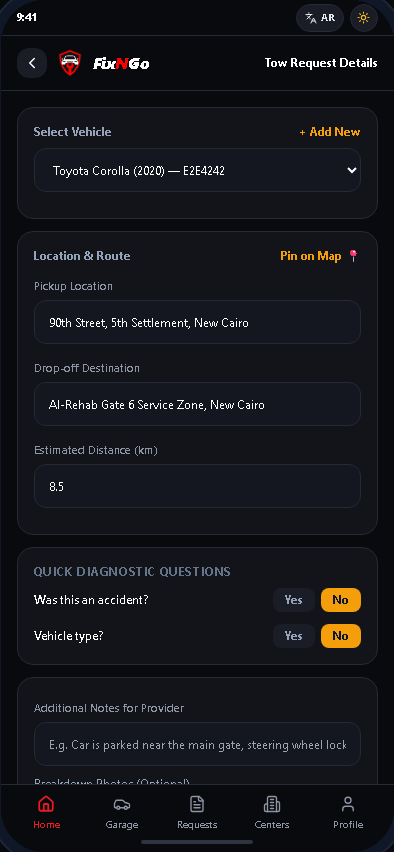 9:41
AR
FixNGo
Tow Request Details
Select Vehicle
+ Add New
Toyota Corolla (2020) — E2E4242
Location & Route
Pin on Map
Pickup Location
90th Street, 5th Settlement, New Cairo
Drop-off Destination
Al-Rehab Gate 6 Service Zone, New Cairo
Estimated Distance (km)
8.5
QUICK DIAGNOSTIC QUESTIONS
Was this an accident?
Yes No
Vehicle type?
Yes No
Additional Notes for Provider
E.g. Car is parked near the main gate, steering wheel lock
Breakdown Photos (Optional)
Home Garage Requests Centers Profile